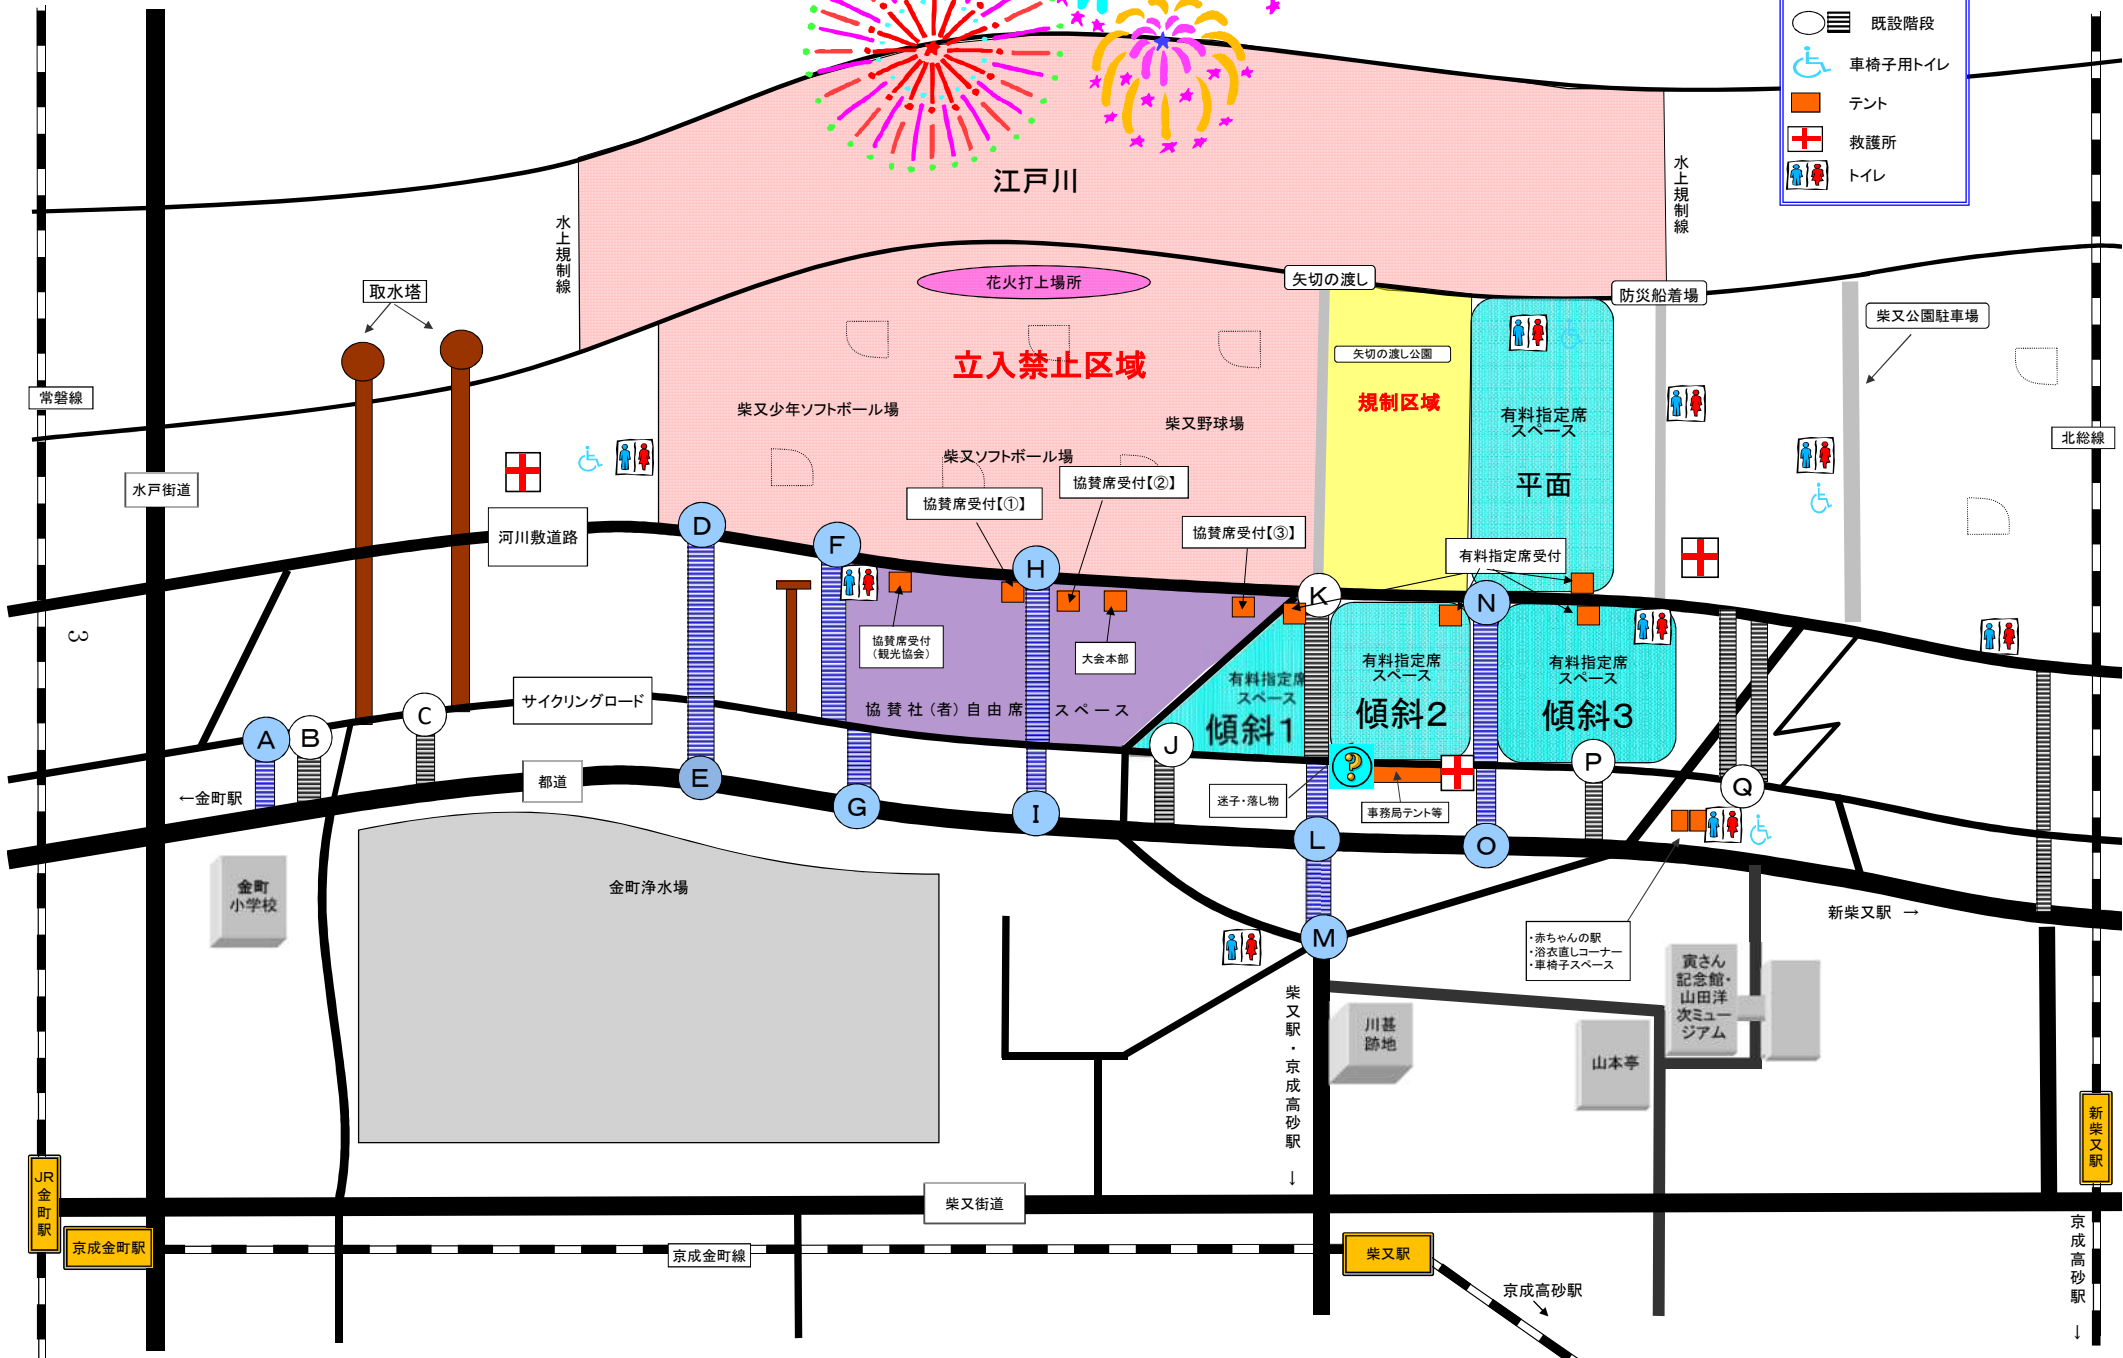 既設階段
車椅子用トイレ
テント
救護所
トイレ
江戸川
水上規制線
水上規制線
花火打上場所
矢切の渡し
防災船着場
取水塔
柴又公園駐車場
矢切の渡し公園
立入禁止区域
規制区域
常磐線
柴又少年ソフトボール場
柴又野球場
有料指定席
スペース
平面
北総線
柴又ソフトボール場
水戸街道
協賛席受付【①】
協賛席受付【②】
協賛席受付【③】
河川敷道路
有料指定席受付
D
F
H
K
N
3
協賛席受付
(観光協会)
大会本部
有料指定席
スペース
傾斜1
有料指定席
スペース
傾斜2
有料指定席
スペース
傾斜3
サイクリングロード
協賛社(者)自由席 スペース
A
B
C
J
P
Q
?
←金町駅
都道
E
G
I
L
O
M
迷子・落し物
事務局テント等
金町
小学校
金町浄水場
新柴又駅 →
・赤ちゃんの駅
・浴衣直しコーナー
・車椅子スペース
柴又駅・京成高砂駅 →
川甚
跡地
山本亭
寅さん
記念館・
山田洋
次ミュー
ジアム
JR金町駅
京成金町駅
柴又街道
京成金町線
柴又駅
京成高砂駅
新柴又駅
京成高砂駅 →